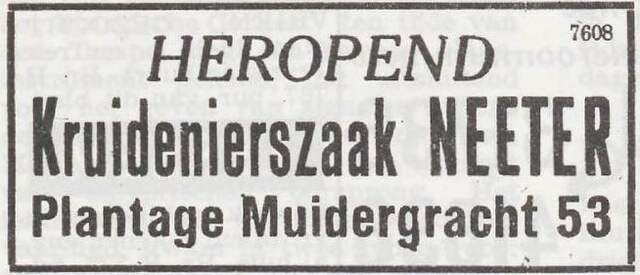 7608
HEROPEND
Kruidenierszaak NEETER
Plantage Muidergracht 53